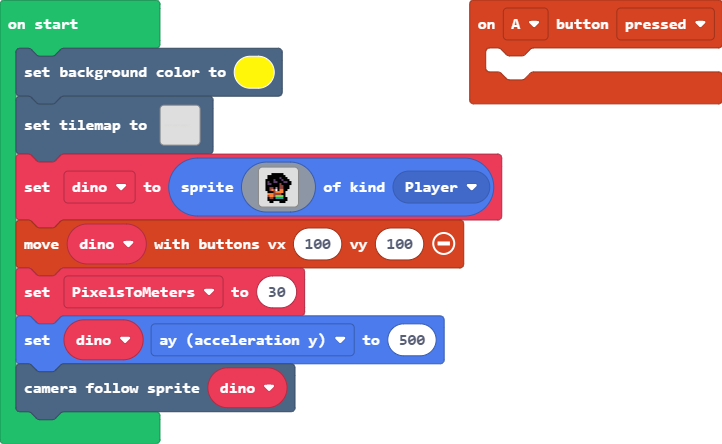 on start
set background color to
set tilemap to
set dino to sprite of kind Player
move dino with buttons vx 100 vy 100
set PixelsToMeters to 30
set dino ay (acceleration y) to 500
camera follow sprite dino
on A button pressed